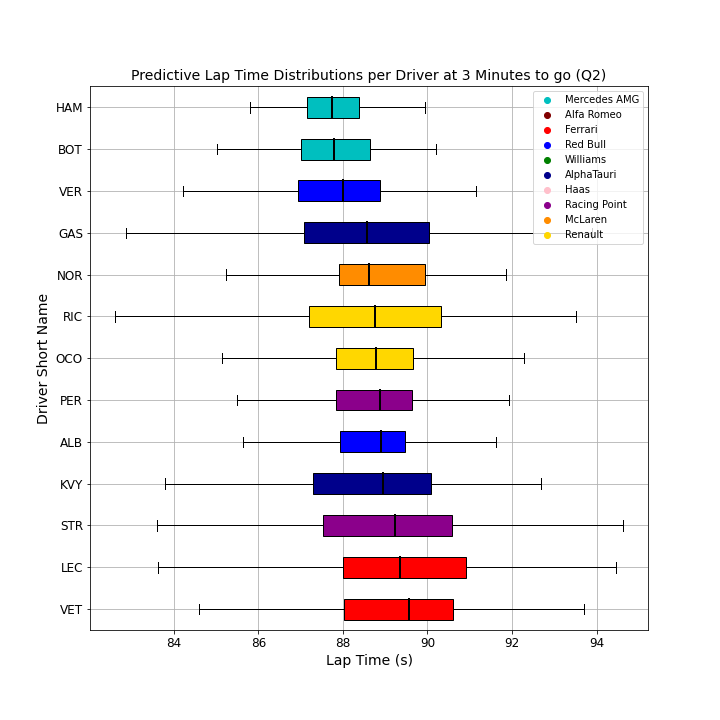 Predictive Lap Time Distributions per Driver at 3 Minutes to go (Q2)
Mercedes AMG
Alfa Romeo
Ferrari
Red Bull
Williams
AlphaTauri
Haas
Racing Point
McLaren
Renault
Driver Short Name
HAM
BOT
VER
GAS
NOR
RIC
OCO
PER
ALB
KVY
STR
LEC
VET
84 86 88 90 92 94
Lap Time (s)